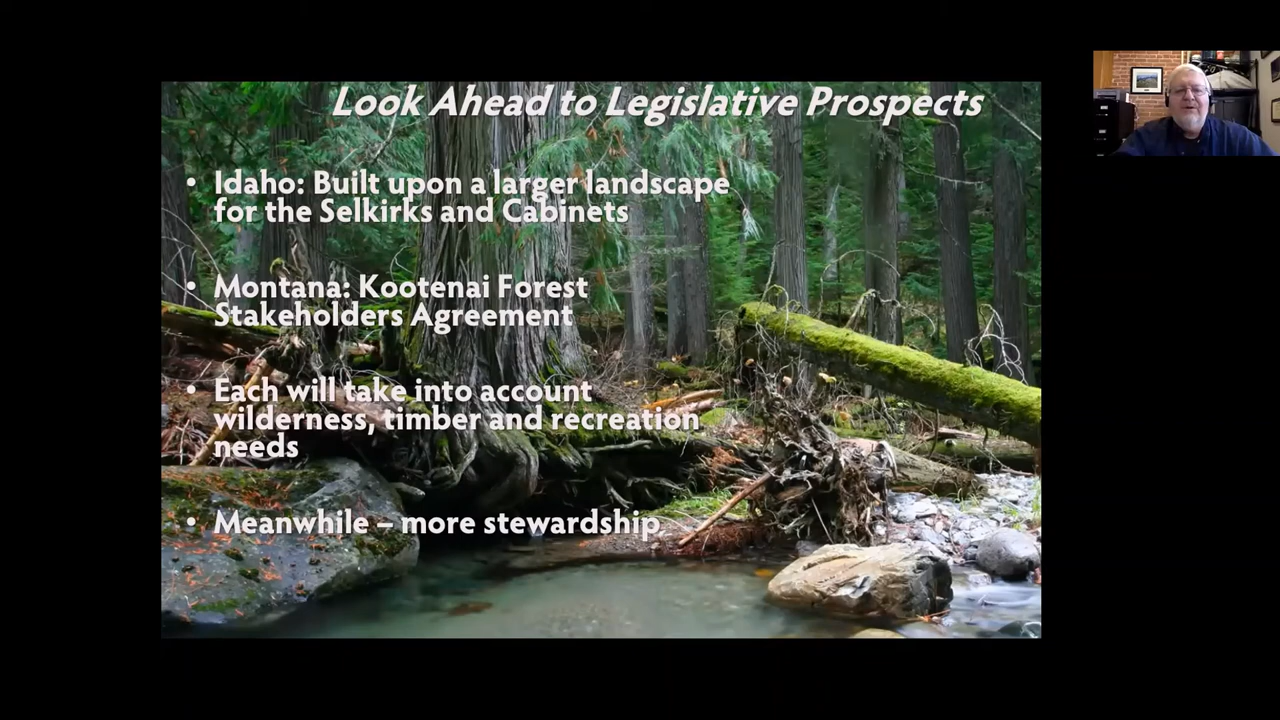 Look Ahead to Legislative Prospects
• Idaho: Built upon a larger landscape
for the Selkirks and Cabinets
• Montana: Kootenai Forest
Stakeholders Agreement
• Each will take into account
wilderness, timber and recreation
needs
• Meanwhile – more stewardship